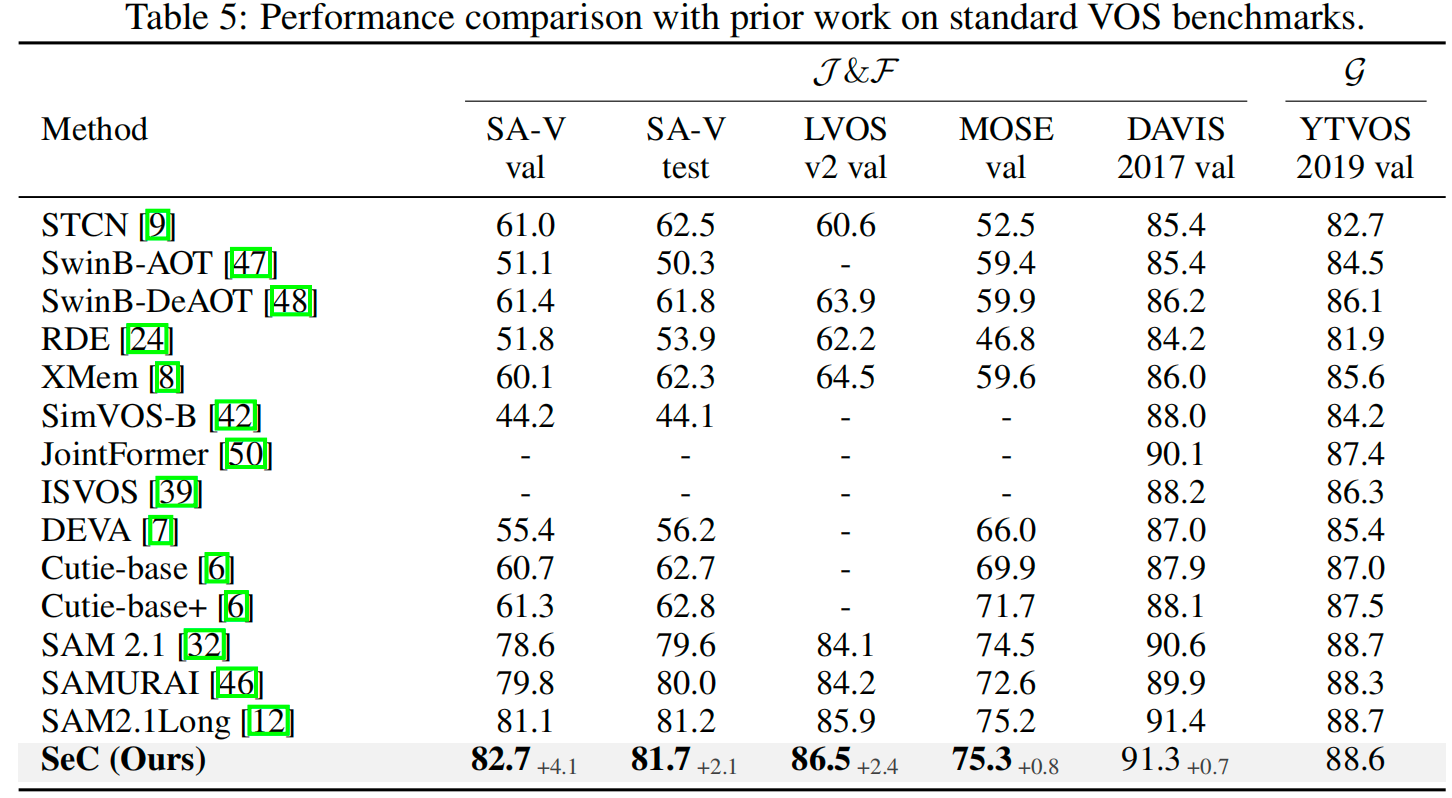 Table 5: Performance comparison with prior work on standard VOS benchmarks.
𝒥&ℱ 𝒢
Method SA-V SA-V LVOS MOSE DAVIS YTVOS
val test v2 val val 2017 val 2019 val
STCN [9] 61.0 62.5 60.6 52.5 85.4 82.7
SwinB-AOT [47] 51.1 50.3 - 59.4 85.4 84.5
SwinB-DeAOT [48] 61.4 61.8 63.9 59.9 86.2 86.1
RDE [24] 51.8 53.9 62.2 46.8 84.2 81.9
XMem [8] 60.1 62.3 64.5 59.6 86.0 85.6
SimVOS-B [42] 44.2 44.1 - - 88.0 84.2
JointFormer [50] - - - - 90.1 87.4
ISVOS [39] - - - - 88.2 86.3
DEVA [7] 55.4 56.2 - 66.0 87.0 85.4
Cutie-base [6] 60.7 62.7 - 69.9 87.9 87.0
Cutie-base+ [6] 61.3 62.8 - 71.7 88.1 87.5
SAM 2.1 [32] 78.6 79.6 84.1 74.5 90.6 88.7
SAMURAI [46] 79.8 80.0 84.2 72.6 89.9 88.3
SAM2.1Long [12] 81.1 81.2 85.9 75.2 91.4 88.7
SeC (Ours) 82.7 +4.1 81.7 +2.1 86.5 +2.4 75.3 +0.8 91.3 +0.7 88.6